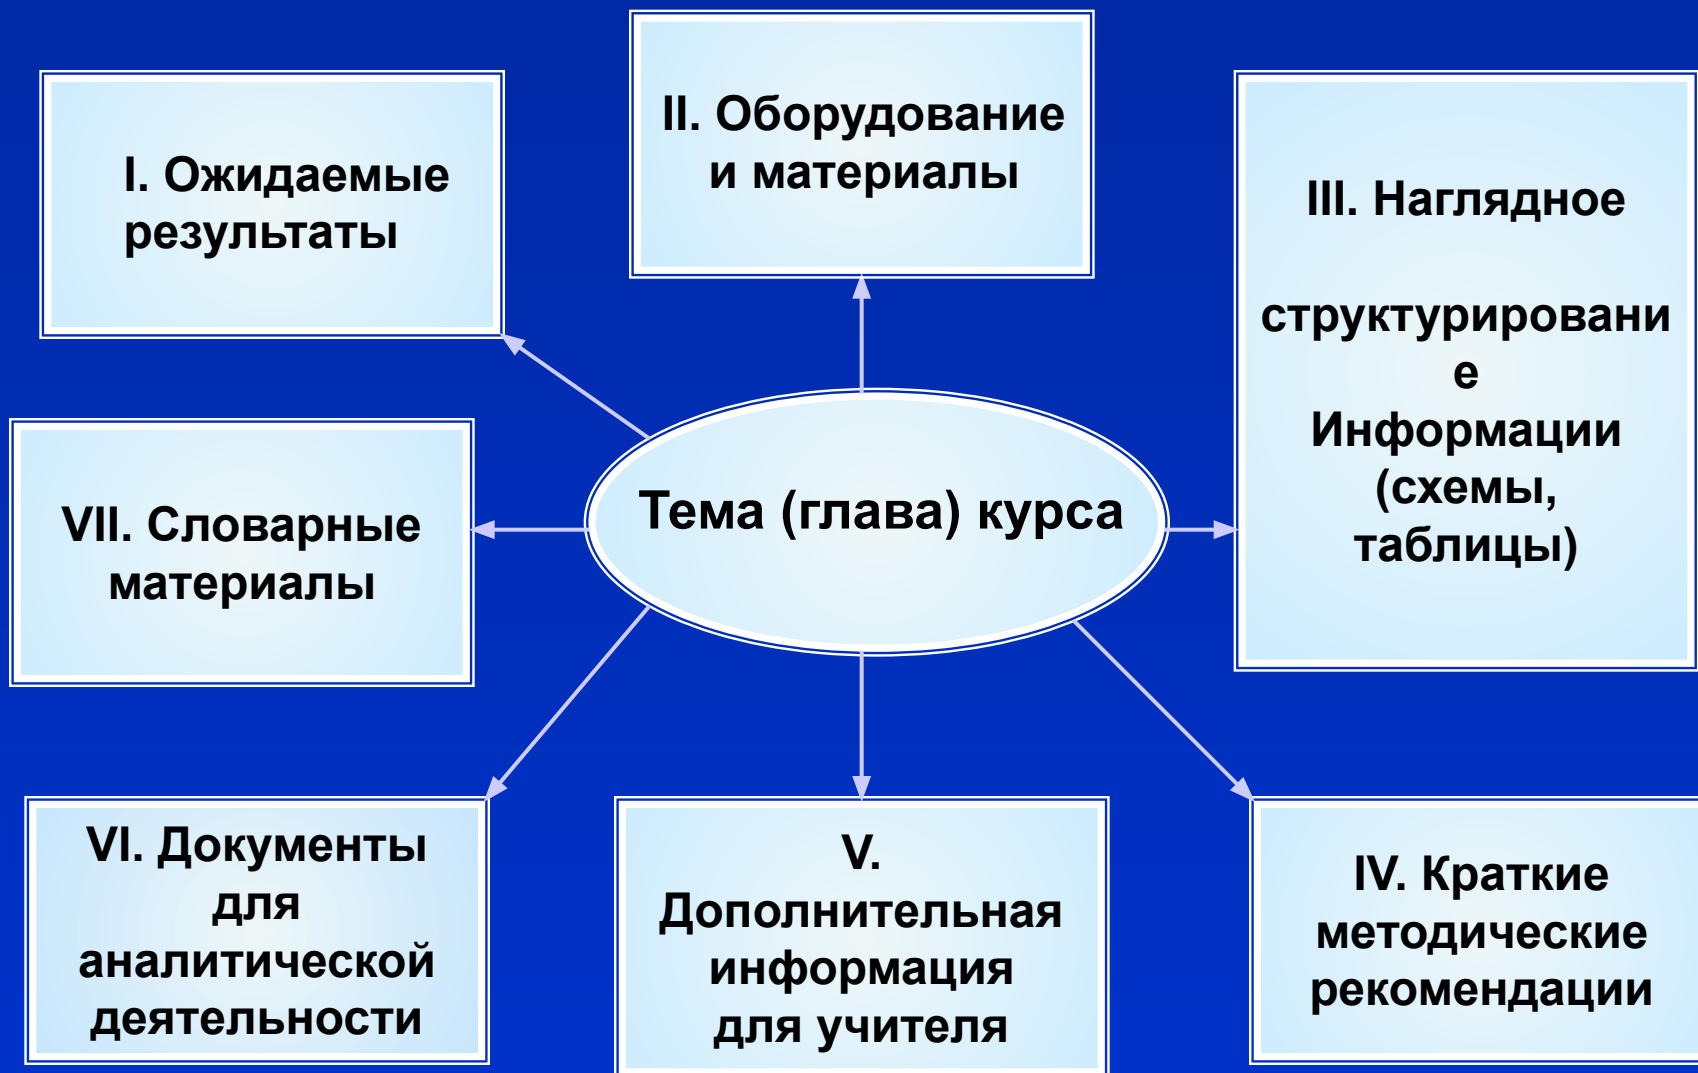 I. Ожидаемые
результаты
II. Оборудование
и материалы
III. Наглядное
структурировани
е
Информации
(схемы,
таблицы)
Тема (глава) курса
VII. Словарные
материалы
VI. Документы
для
аналитической
деятельности
V.
Дополнительная
информация
для учителя
IV. Краткие
методические
рекомендации